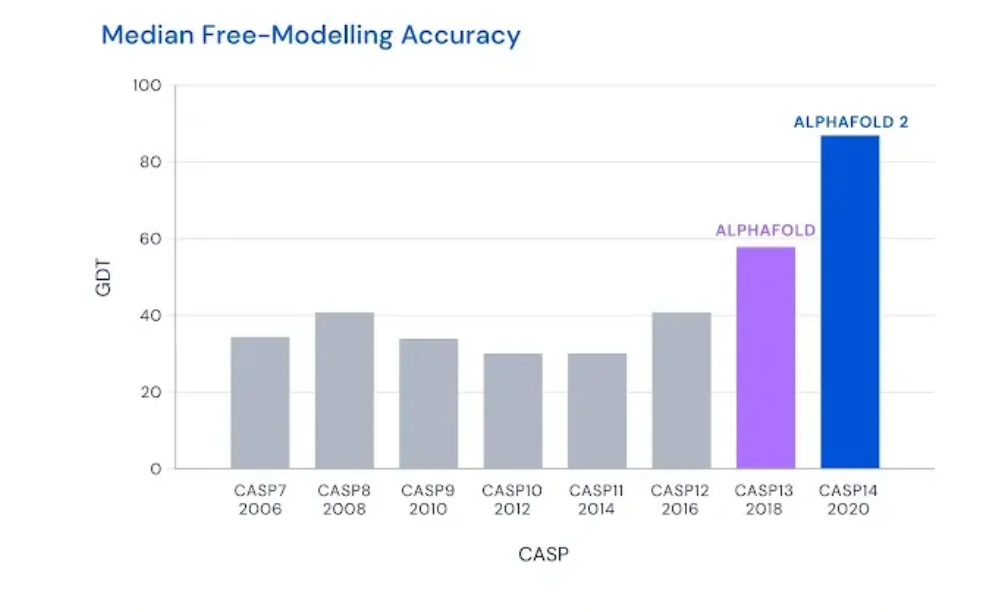 Median Free-Modelling Accuracy
100
ALPHAFOLD 2
80
ALPHAFOLD
60
GDT
40
20
0
CASP7 CASP8 CASP9 CASP10 CASP11 CASP12 CASP13 CASP14
2006 2008 2010 2012 2014 2016 2018 2020
CASP